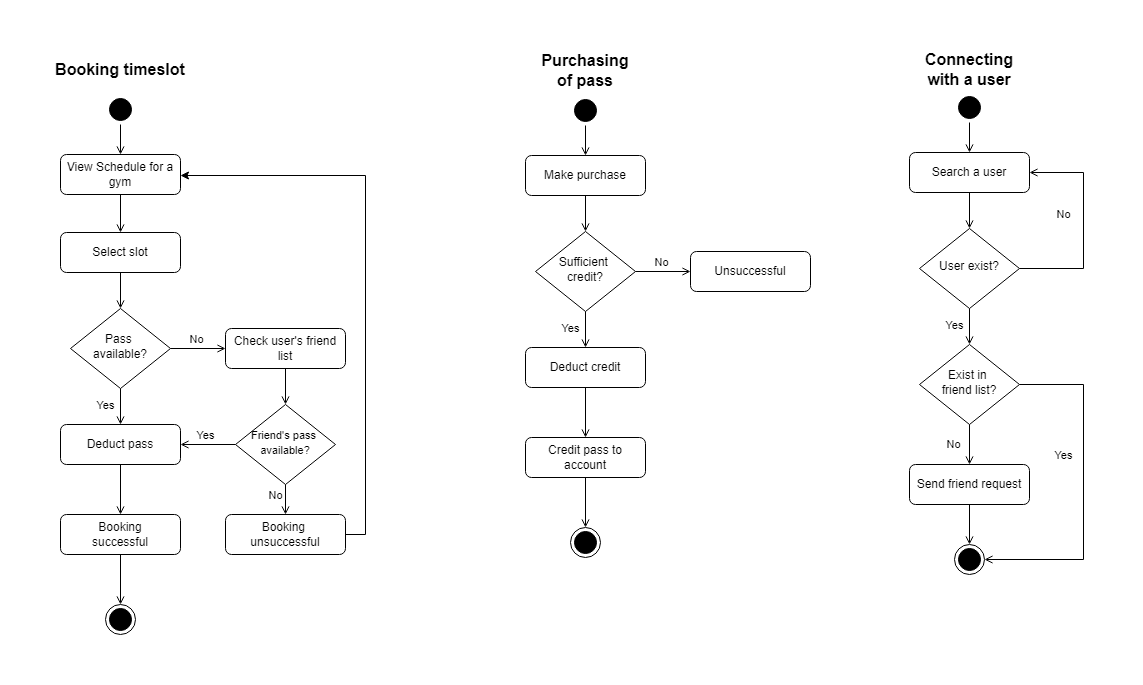 Booking timeslot
View Schedule for a
gym
Select slot
Pass
available?
No
Check user's friend
list
Yes
Friend's pass
available?
Yes
Deduct pass
No
Booking
successful
Booking
unsuccessful
Purchasing
of pass
Make purchase
Sufficient
credit?
No
Unsuccessful
Yes
Deduct credit
Credit pass to
account
Connecting
with a user
Search a user
No
User exist?
Yes
Exist in
friend list?
No
Yes
Send friend request